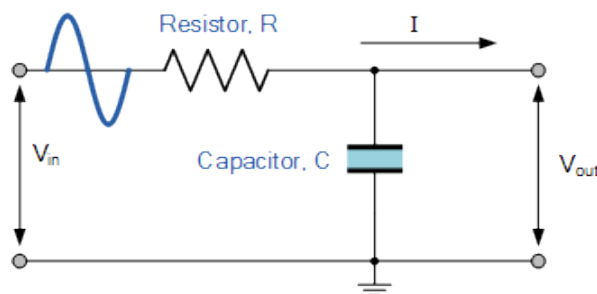 Resistor, R
I
Vin
Capacitor, C
Vout